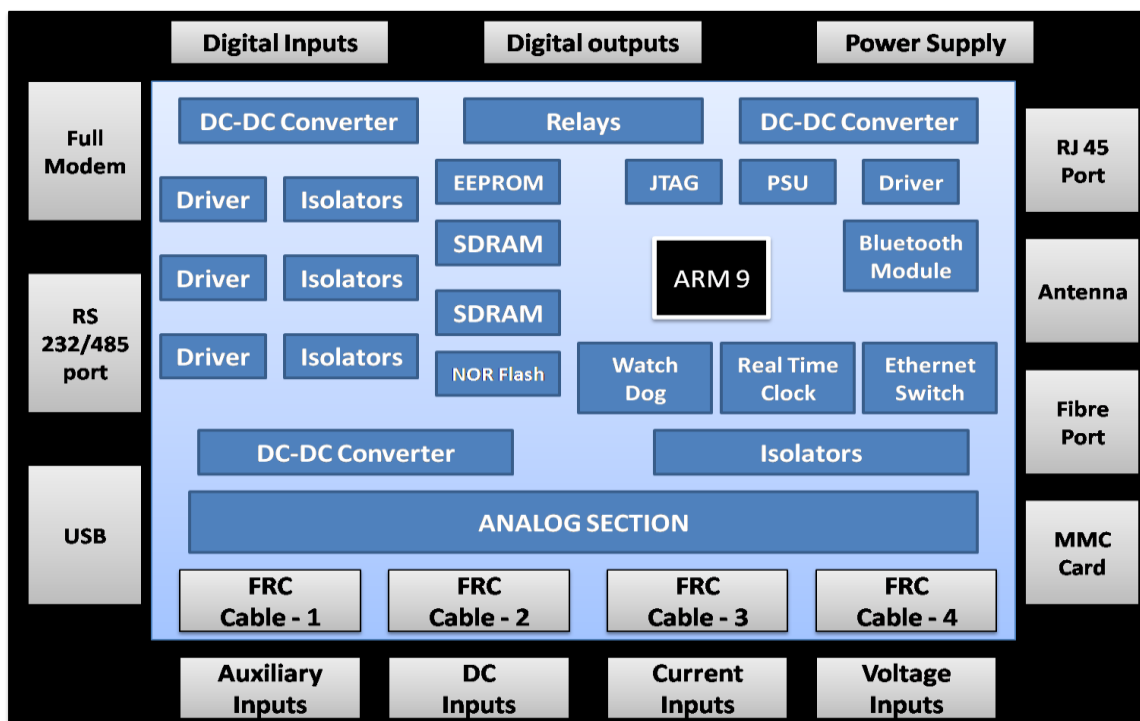 Digital Inputs
Digital outputs
Power Supply
Full
Modem
RS
232/485
port
USB
DC-DC Converter
Relays
DC-DC Converter
EEPROM
JTAG
PSU
Driver
Driver
Isolators
SDRAM
Bluetooth
Module
ARM 9
Driver
Isolators
SDRAM
Driver
Isolators
NOR Flash
Watch
Dog
Real Time
Clock
Ethernet
Switch
DC-DC Converter
Isolators
ANALOG SECTION
FRC
Cable - 1
FRC
Cable - 2
FRC
Cable - 3
FRC
Cable - 4
RJ 45
Port
Antenna
Fibre
Port
MMC
Card
Auxiliary
Inputs
DC
Inputs
Current
Inputs
Voltage
Inputs